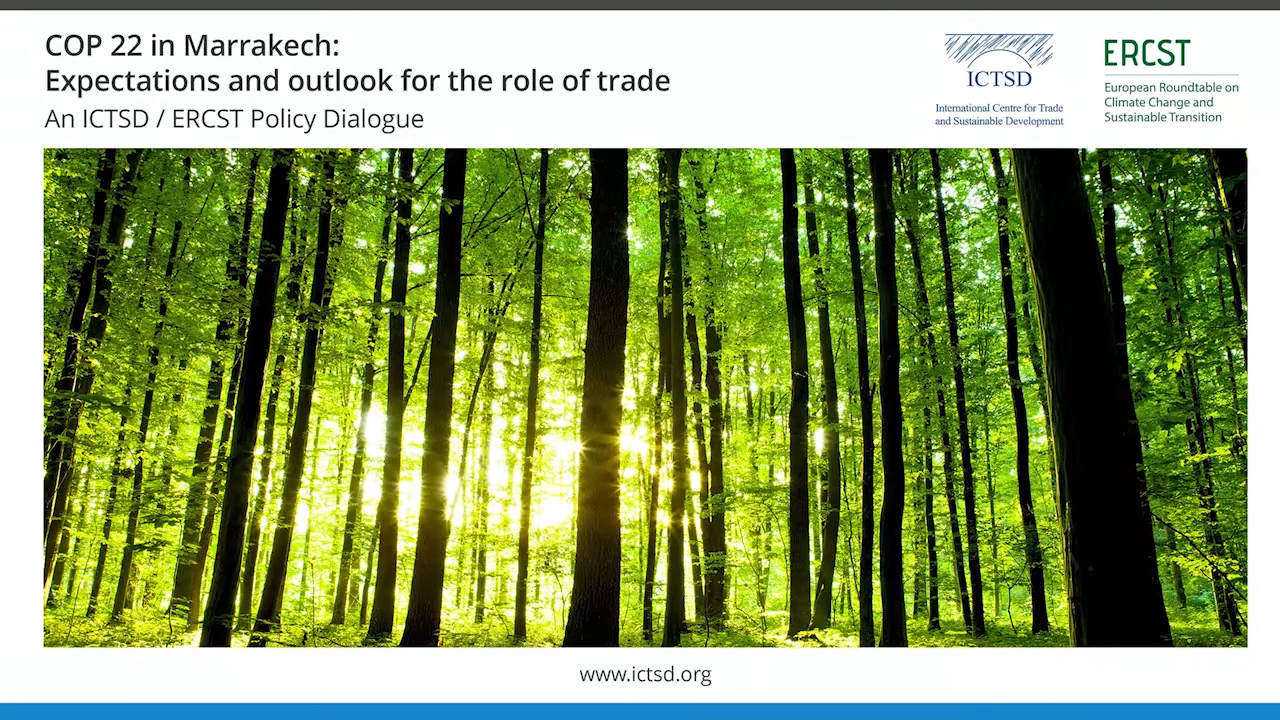 COP 22 in Marrakech:
Expectations and outlook for the role of trade
An ICTSD / ERCST Policy Dialogue
ICTSD
International Centre for Trade
and Sustainable Development
ERCST
European Roundtable on
Climate Change and
Sustainable Transition
www.ictsd.org